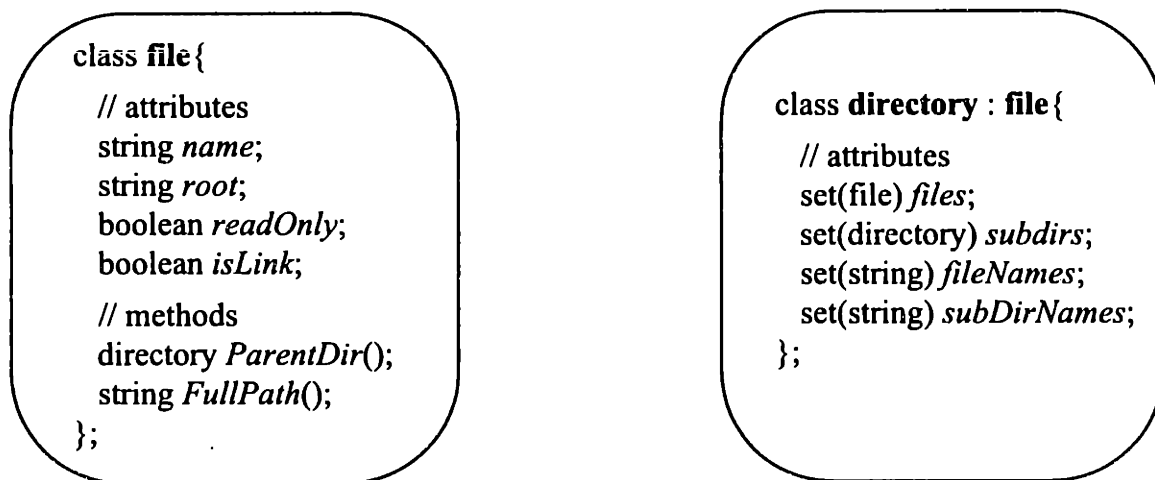 class file{
// attributes
string name;
string root;
boolean readOnly;
boolean isLink;
// methods
directory ParentDir();
string FullPath();
};
class directory : file{
// attributes
set(file) files;
set(directory) subdirs;
set(string) fileNames;
set(string) subDirNames;
};